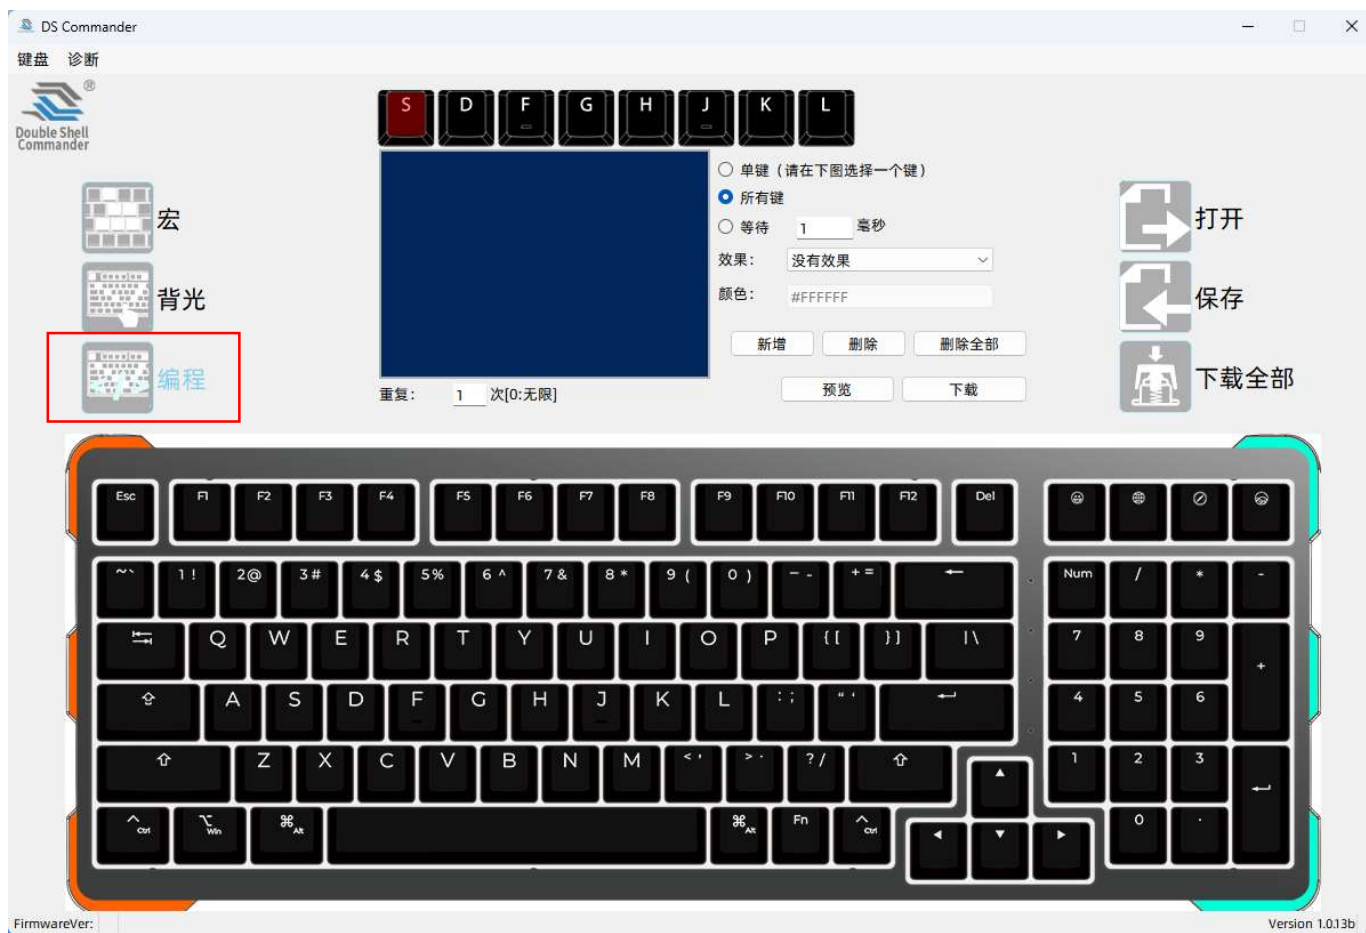 DS Commander
键盘 诊断
®
Double Shell
Commander
S D F G H J K L
单键（请在下图选择一个键）
所有键
等待 1 毫秒
效果： 没有效果
颜色： #FFFFFF
新增 删除 删除全部
预览 下载
重复： 1 次[0:无限]
宏
背光
编程
打开
保存
下载全部
Esc F1 F2 F3 F4 F5 F6 F7 F8 F9 F10 F11 F12 Del
~ ` 1 ! 2 @ 3 # 4 $ 5 % 6 ^ 7 & 8 * 9 ( 0 ) - - + = ← Num / * -
Q W E R T Y U I O P { [ } ] | \ 7 8 9 +
A S D F G H J K L : ; " ' 4 5 6
Z X C V B N M < , > . ? / 1 2 3
Ctrl Win ⌘ Alt ⌘ Alt Fn Ctrl 0 .
FirmwareVer:
Version 1.0.13b